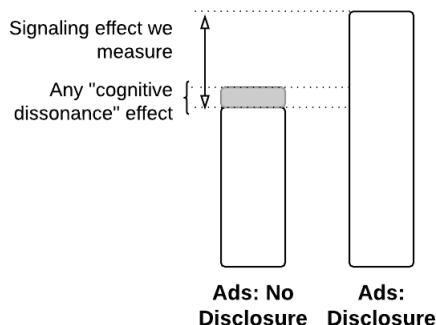 Signaling effect we
measure
Any "cognitive
dissonance" effect
Ads: No
Disclosure
Ads:
Disclosure